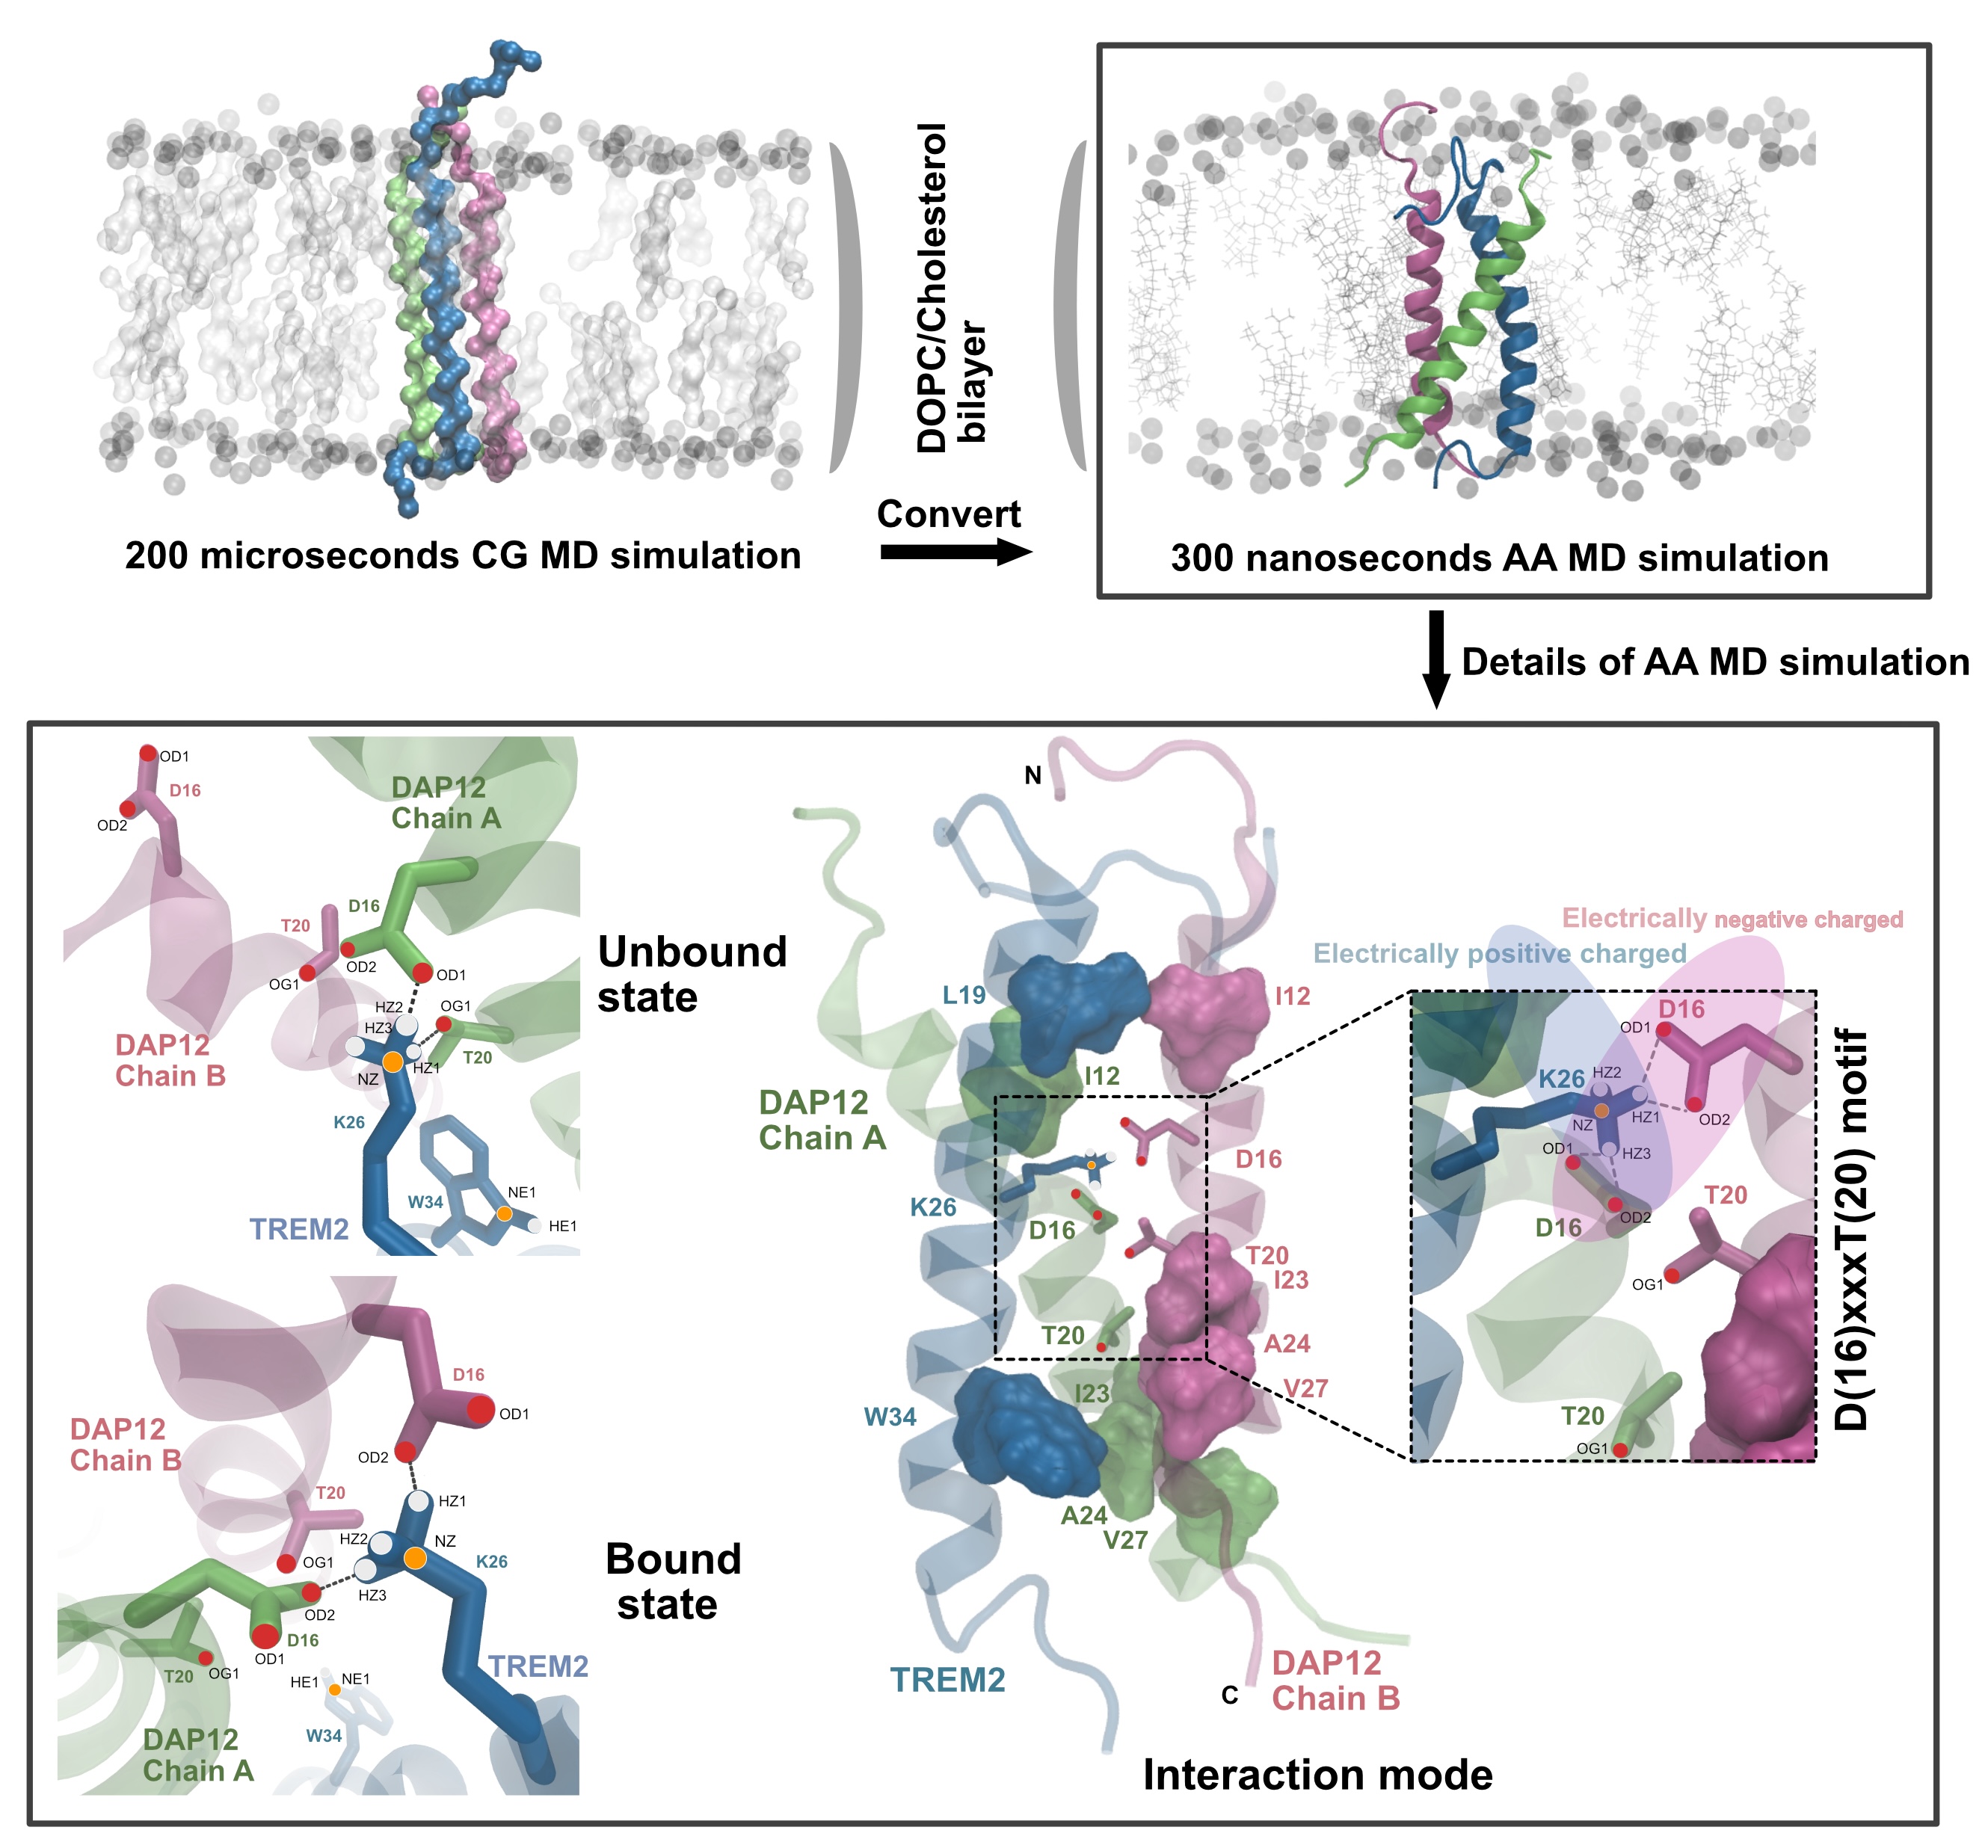 DOPC/Cholesterol
bilayer
200 microseconds CG MD simulation
Convert
300 nanoseconds AA MD simulation
Details of AA MD simulation
OD1
D16
OD2
DAP12
Chain A
D16
T20
OD2
OD1
OG1
HZ2
OG1
HZ3
HZ1
T20
NZ
DAP12
Chain B
K26
W34
NE1
HE1
TREM2
Unbound
state
D16
OD1
OD2
DAP12
Chain B
T20
HZ1
HZ2
NZ
OG1
K26
HZ3
OD2
D16
OD1
T20
OG1
HE1
NE1
TREM2
W34
DAP12
Chain A
Bound
state
N
L19
I12
I12
DAP12
Chain A
D16
K26
D16
T20
I23
T20
A24
I23
V27
W34
A24
V27
TREM2
DAP12
Chain B
C
Interaction mode
Electrically negative charged
Electrically positive charged
D16
OD1
K26
HZ2
HZ1
OD2
NZ
OD1
HZ3
T20
D16
OD2
OG1
T20
OG1
D(16)xxxT(20) motif